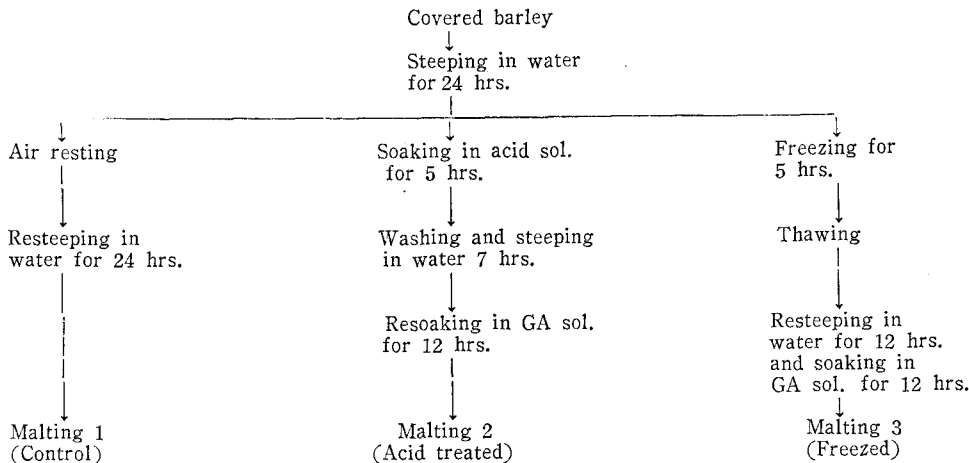 Covered barley
Steeping in water
for 24 hrs.
Air resting
Resteeping in
water for 24 hrs.
Malting 1
(Control)
Soaking in acid sol.
for 5 hrs.
Washing and steeping
in water 7 hrs.
Resoaking in GA sol.
for 12 hrs.
Malting 2
(Acid treated)
Freezing for
5 hrs.
Thawing
Resteeping in
water for 12 hrs.
and soaking in
GA sol. for 12 hrs.
Malting 3
(Freezed)